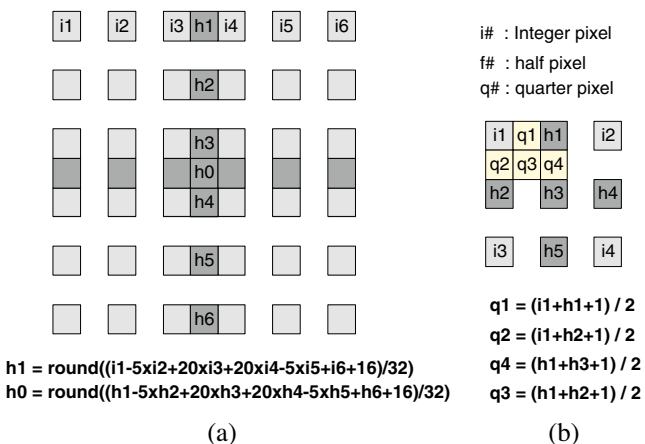 i1 i2 i3 h1 i4 i5 i6
h2
h3
h0
h4
h5
h6
h1 = round((i1-5xi2+20xi3+20xi4-5xi5+i6+16)/32)
h0 = round((h1-5xh2+20xh3+20xh4-5xh5+h6+16)/32)
(a)
i# : Integer pixel
f# : half pixel
q# : quarter pixel
i1 q1 h1 i2
q2 q3 q4
h2 h3 h4
i3 h5 i4
q1 = (i1+h1+1) / 2
q2 = (i1+h2+1) / 2
q4 = (h1+h3+1) / 2
q3 = (h1+h2+1) / 2
(b)